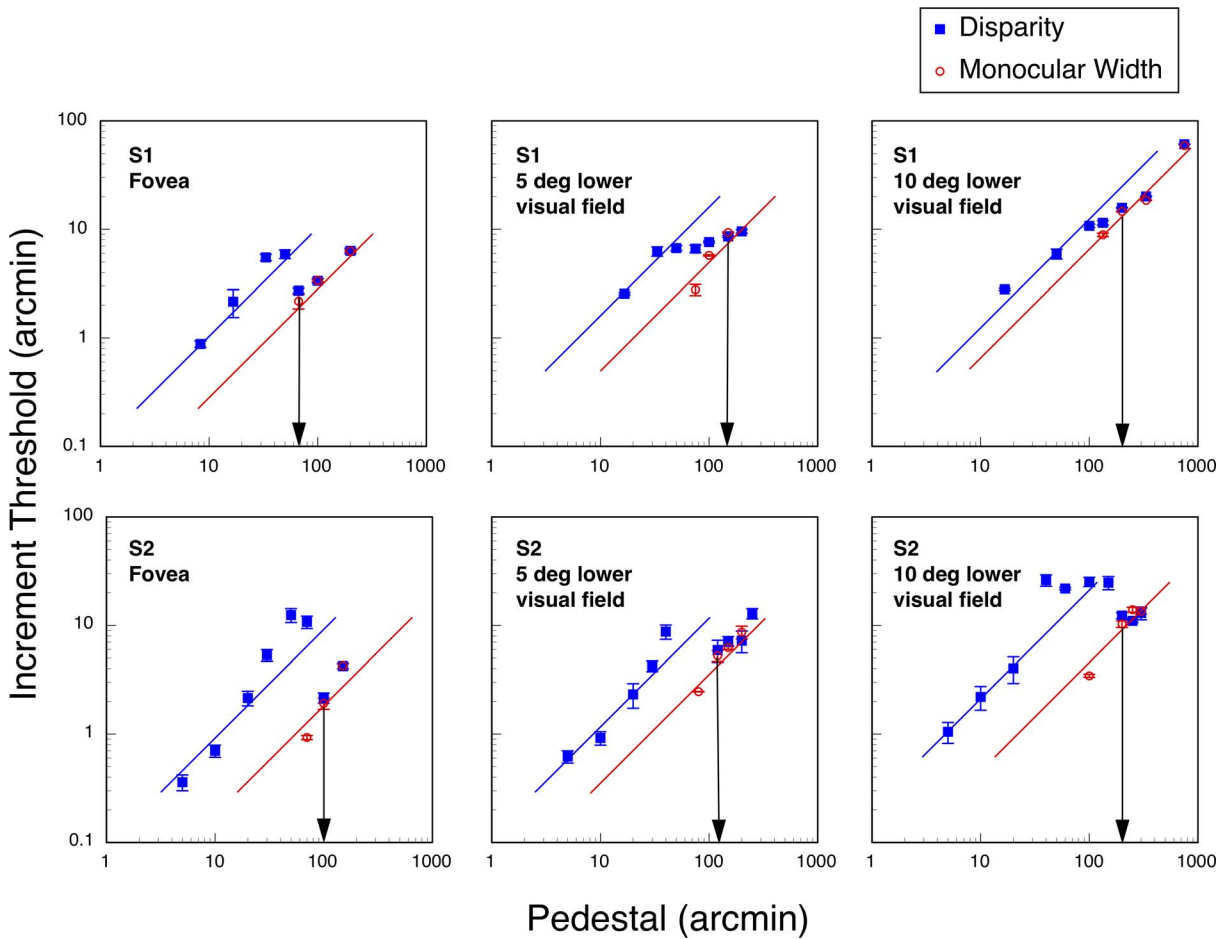 Disparity
Monocular Width
Increment Threshold (arcmin)
100
10
1
0.1
S1
Fovea
1 10 100 1000
S1
5 deg lower
visual field
1 10 100 1000
S1
10 deg lower
visual field
1 10 100 1000
100
10
1
0.1
S2
Fovea
1 10 100 1000
S2
5 deg lower
visual field
1 10 100 1000
S2
10 deg lower
visual field
1 10 100 1000
Pedestal (arcmin)